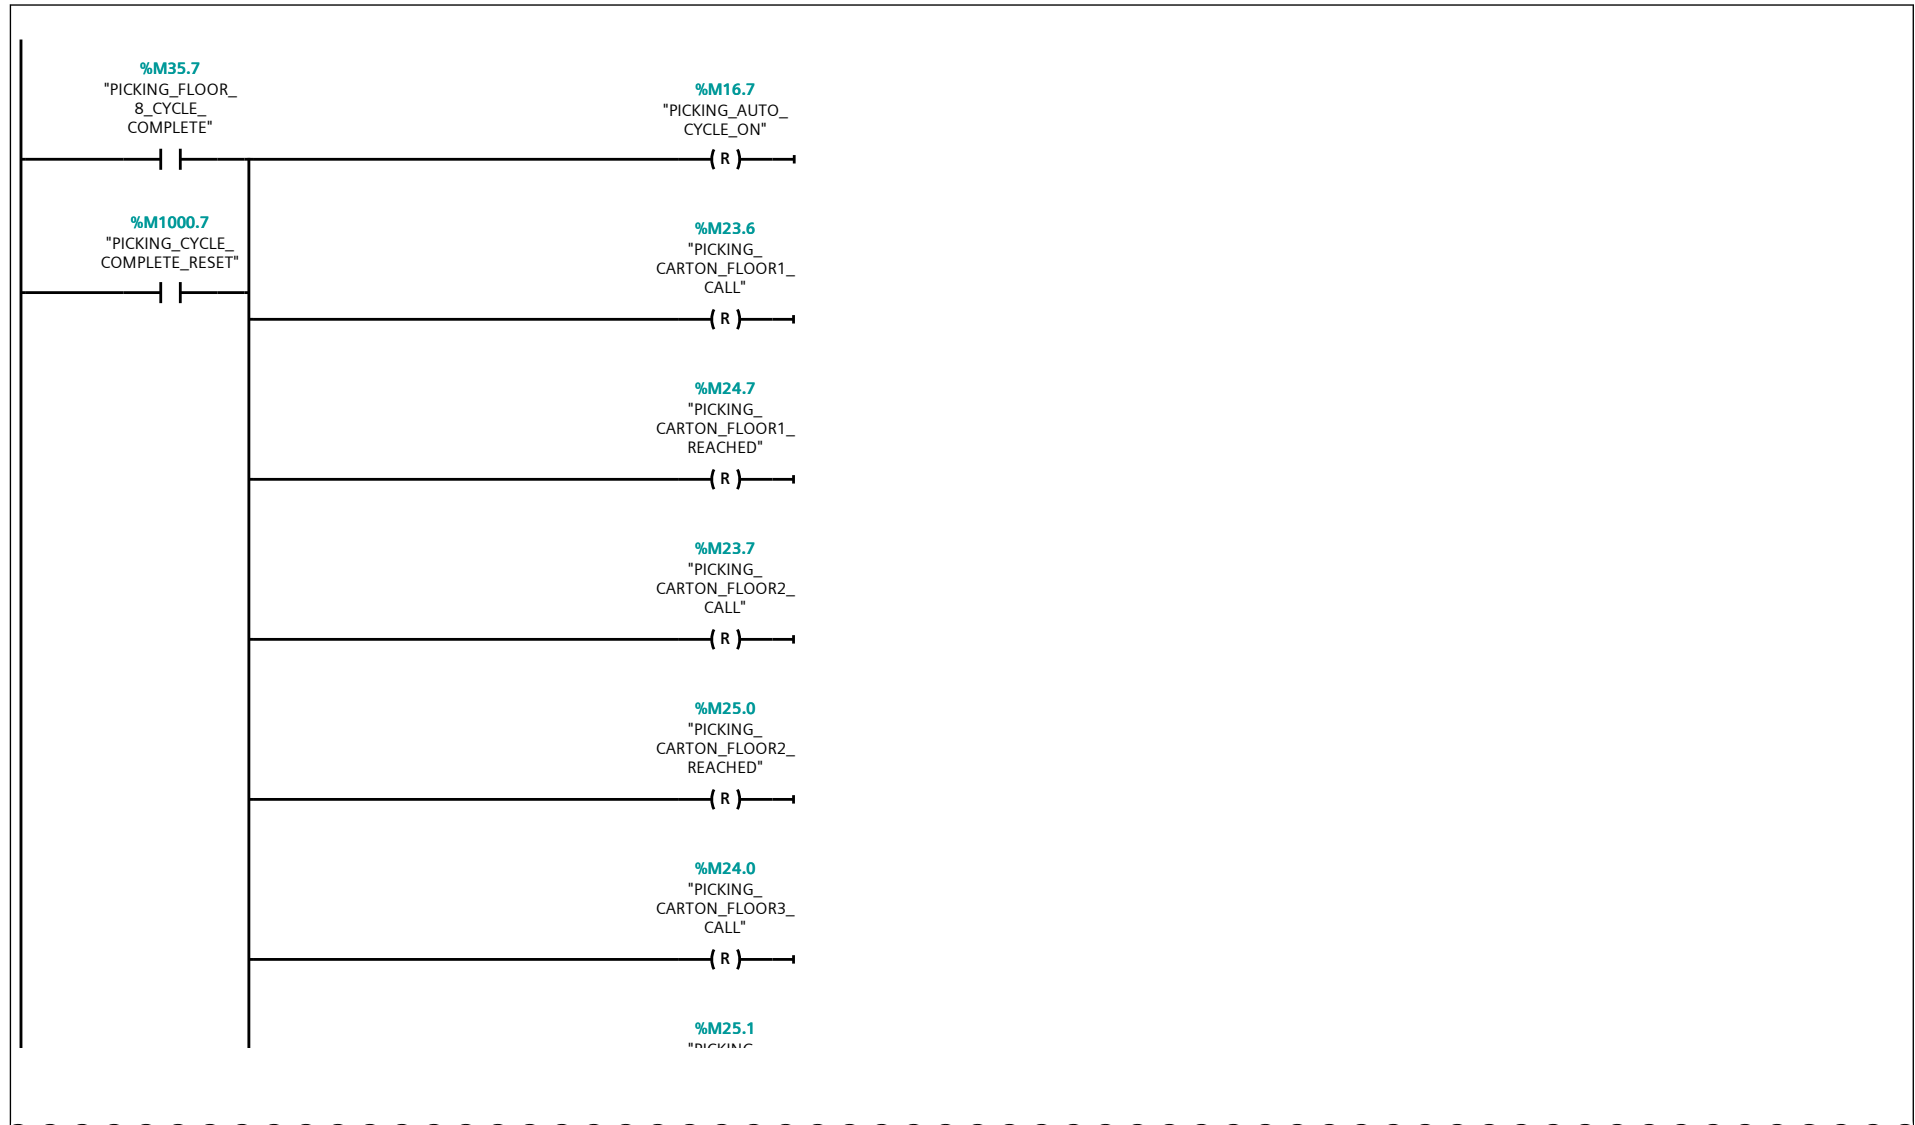 %M35.7
"PICKING_FLOOR_
8_CYCLE_
COMPLETE"
%M16.7
"PICKING_AUTO_
CYCLE_ON"
( R )
%M1000.7
"PICKING_CYCLE_
COMPLETE_RESET"
%M23.6
"PICKING_
CARTON_FLOOR1_
CALL"
( R )
%M24.7
"PICKING_
CARTON_FLOOR1_
REACHED"
( R )
%M23.7
"PICKING_
CARTON_FLOOR2_
CALL"
( R )
%M25.0
"PICKING_
CARTON_FLOOR2_
REACHED"
( R )
%M24.0
"PICKING_
CARTON_FLOOR3_
CALL"
( R )
%M25.1
"PICKING_